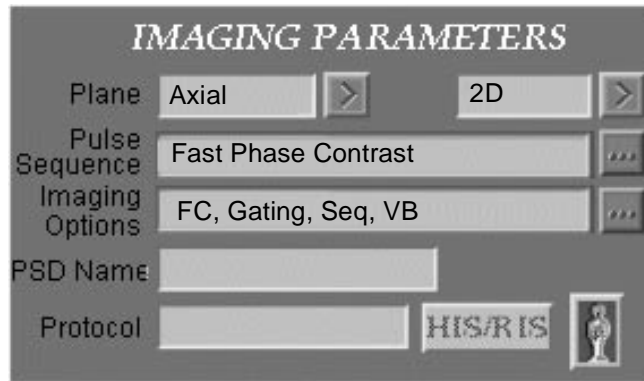 IMAGING PARAMETERS
Plane Axial > 2D >
Pulse Sequence Fast Phase Contrast ...
Imaging Options FC, Gating, Seq, VB ...
PSD Name
Protocol HIS/RIS